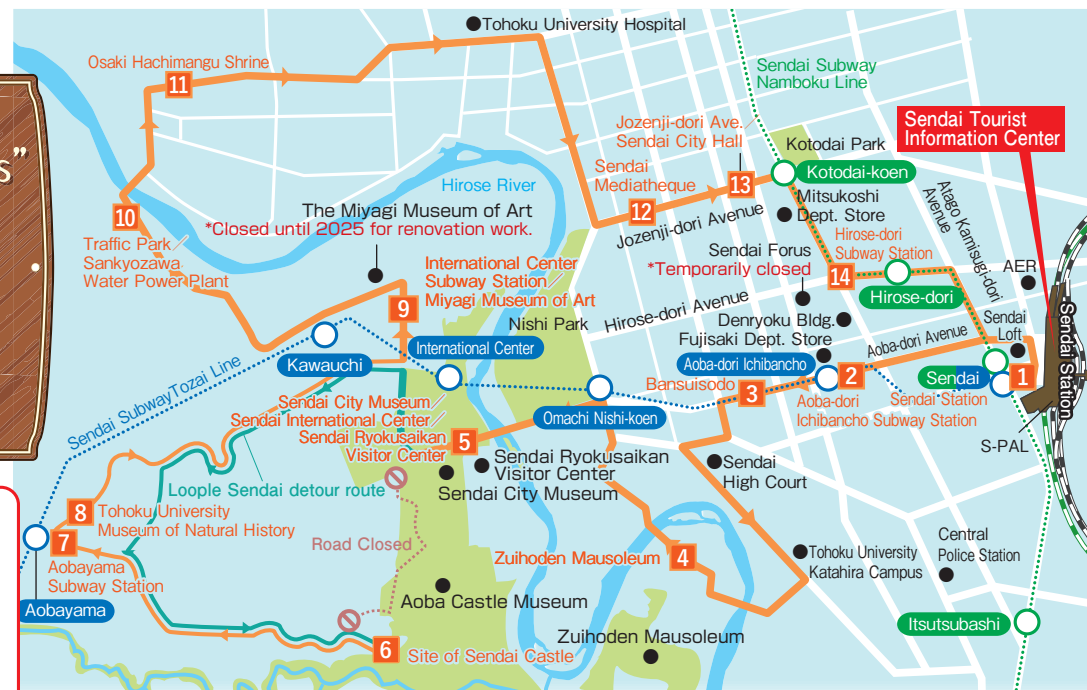 Tohoku University Hospital
Osaki Hachimangu Shrine
11
Sendai Subway
Namboku Line
Sendai Tourist
Information Center
Jozenji-dori Ave.／
Sendai City Hall
Kotodai Park
Kotodai-koen
s”
Hirose River
Sendai
Mediatheque
12
13
Jozenji-dori Avenue
Mitsukoshi
Dept. Store
Atago Kamisugi-dori
Avenue
10
The Miyagi Museum of Art
*Closed until 2025 for renovation work.
Traffic Park／
Sankyozawa
Water Power Plant
International Center
Subway Station／
Miyagi Museum of Art
9
Sendai Forus
*Temporarily closed
Hirose-dori
Subway Station
14
Hirose-dori
AER
Nishi Park
Hirose-dori Avenue
Denryoku Bldg.
Fujisaki Dept. Store
Aoba-dori Avenue
Sendai
Loft
Sendai Station
Kawauchi
International Center
Aoba-dori Ichibancho
Bansuisodo
3
2
Aoba-dori
Ichibancho Subway Station
Sendai
Sendai Station
1
S-PAL
Sendai Subway Tozai Line
Sendai City Museum／
Sendai International Center／
Sendai Ryokusaikan
Visitor Center
5
Omachi Nishi-koen
Sendai Ryokusaikan
Visitor Center
Sendai City Museum
Sendai
High Court
Loople Sendai detour route
8
Tohoku University
Museum of Natural History
7
Aobayama
Subway Station
Aobayama
Road Closed
Zuihoden Mausoleum
4
Tohoku University
Katahira Campus
Central
Police Station
Aoba Castle Museum
Itsutsubashi
6
Site of Sendai Castle
Zuihoden Mausoleum